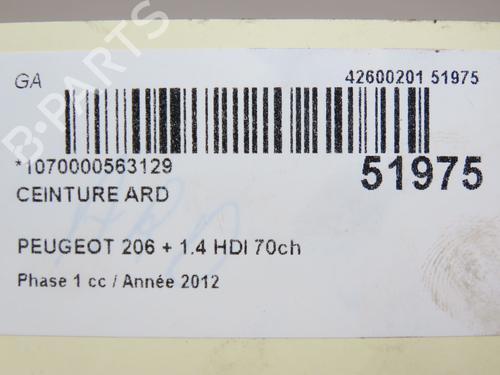 GA
42600201 51975
*1070000563129
51975
CEINTURE ARD
PEUGEOT 206 + 1.4 HDI 70ch
Phase 1 cc / Année 2012
B-PARTS
ARD